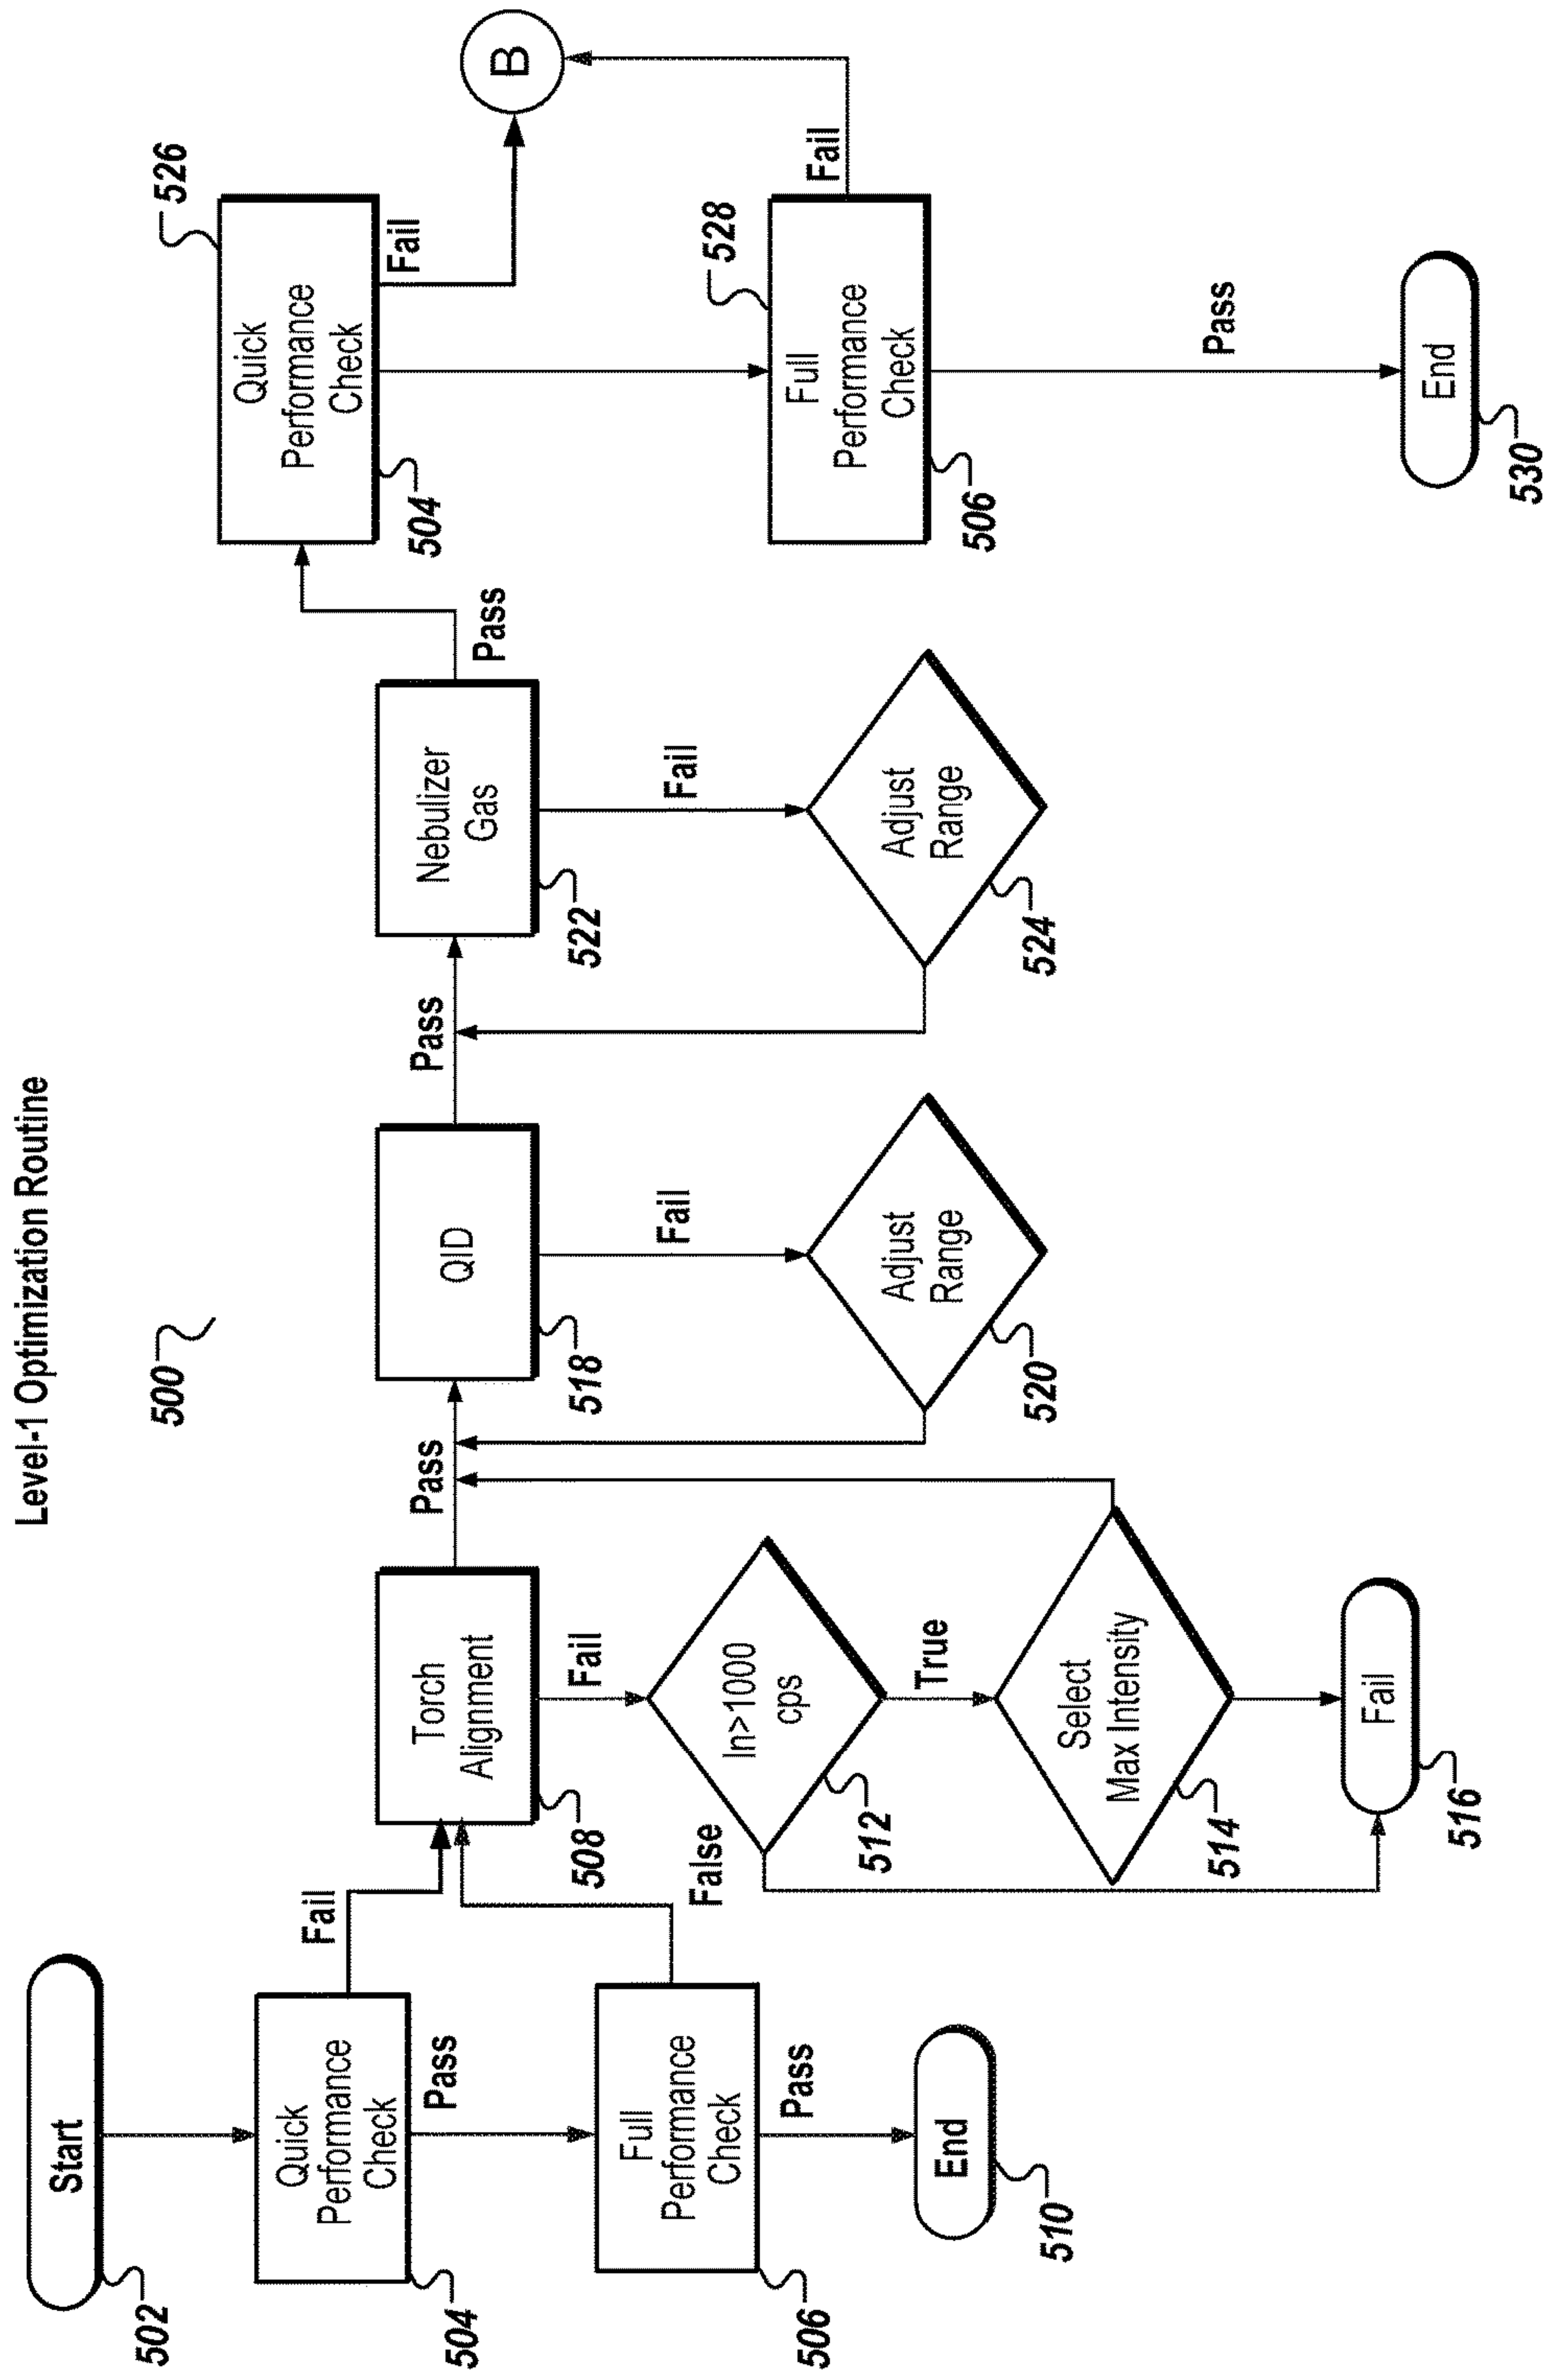 Level-1 Optimization Routine
500
Start
502
Quick
Performance
Check
504
Fail
Pass
Full
Performance
Check
506
Pass
End
510
Torch
Alignment
508
Pass
Fail
In>1000
cps
512
False
True
Select
Max Intensity
514
Fail
516
QID
518
Pass
Fail
Adjust
Range
520
Nebulizer
Gas
522
Pass
Fail
Adjust
Range
524
Quick
Performance
Check
526
504
Fail
B
Full
Performance
Check
528
506
Fail
Pass
End
530